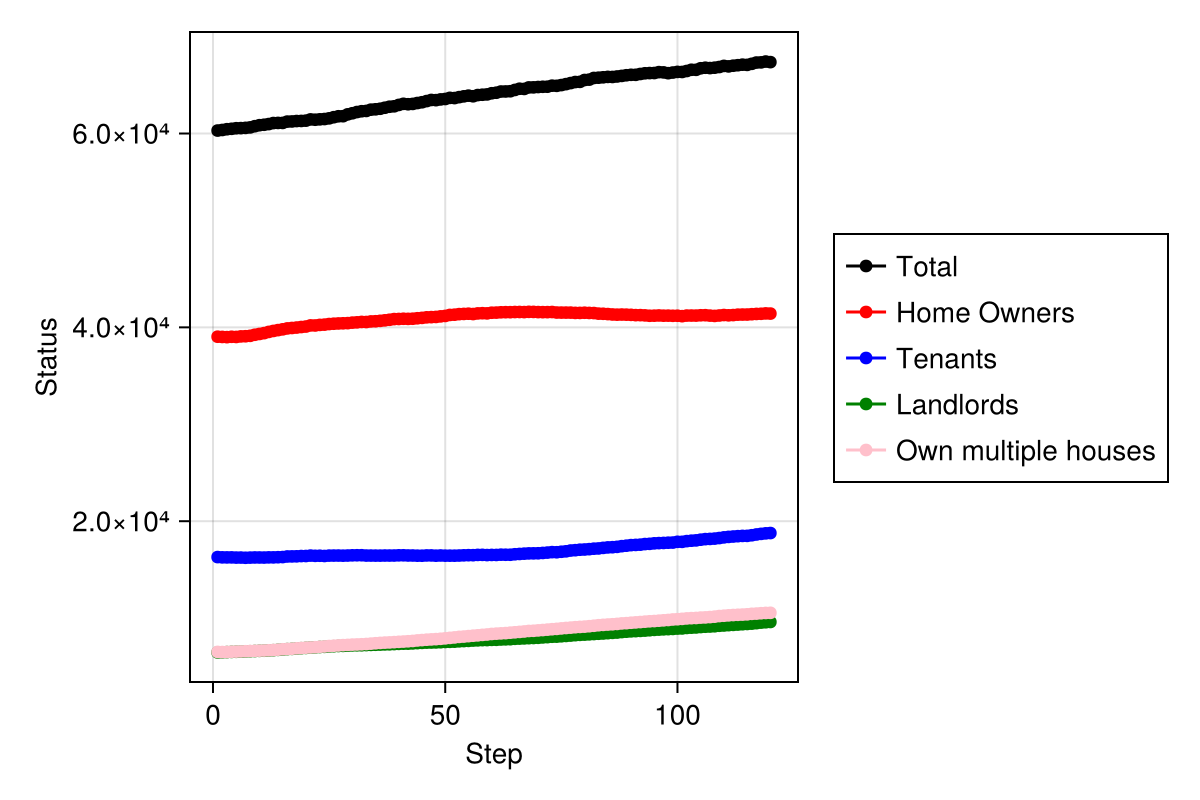 6.0×10⁴
4.0×10⁴
2.0×10⁴
Status
0
50
100
Step
Total
Home Owners
Tenants
Landlords
Own multiple houses